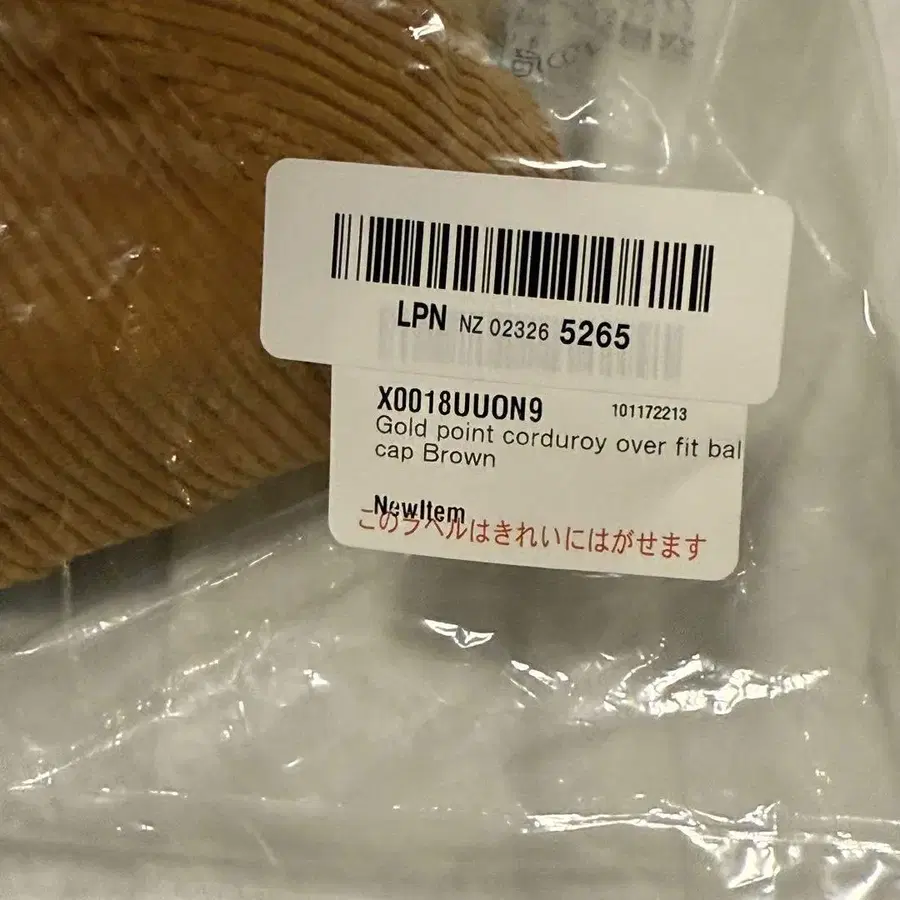 LPN NZ 02326 5265
X0018UUON9 101172213
Gold point corduroy over fit bal
cap Brown
NewItem
このラベルはきれいにはがせます